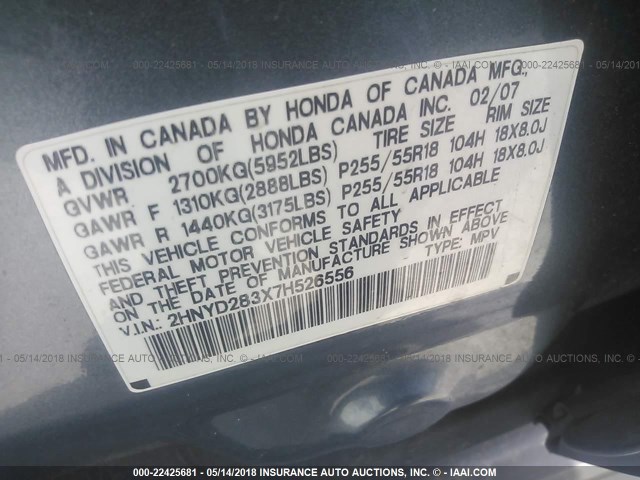 MFD. IN CANADA BY HONDA OF CANADA MFG.,
A DIVISION OF HONDA CANADA INC. 02/07
GVWR 2700KG(5952LBS) TIRE SIZE RIM SIZE
GAWR F 1310KG(2888LBS) P255/55R18 104H 18X8.0J
GAWR R 1440KG(3175LBS) P255/55R18 104H 18X8.0J
THIS VEHICLE CONFORMS TO ALL APPLICABLE
FEDERAL MOTOR VEHICLE SAFETY
AND THEFT PREVENTION STANDARDS IN EFFECT
ON THE DATE OF MANUFACTURE SHOWN ABOVE
V.I.N.: 2HNYD283X7H526556 TYPE: MPV
000-22425681 - 05/14/2018 INSURANCE AUTO AUCTIONS, INC. - © IAAI.COM